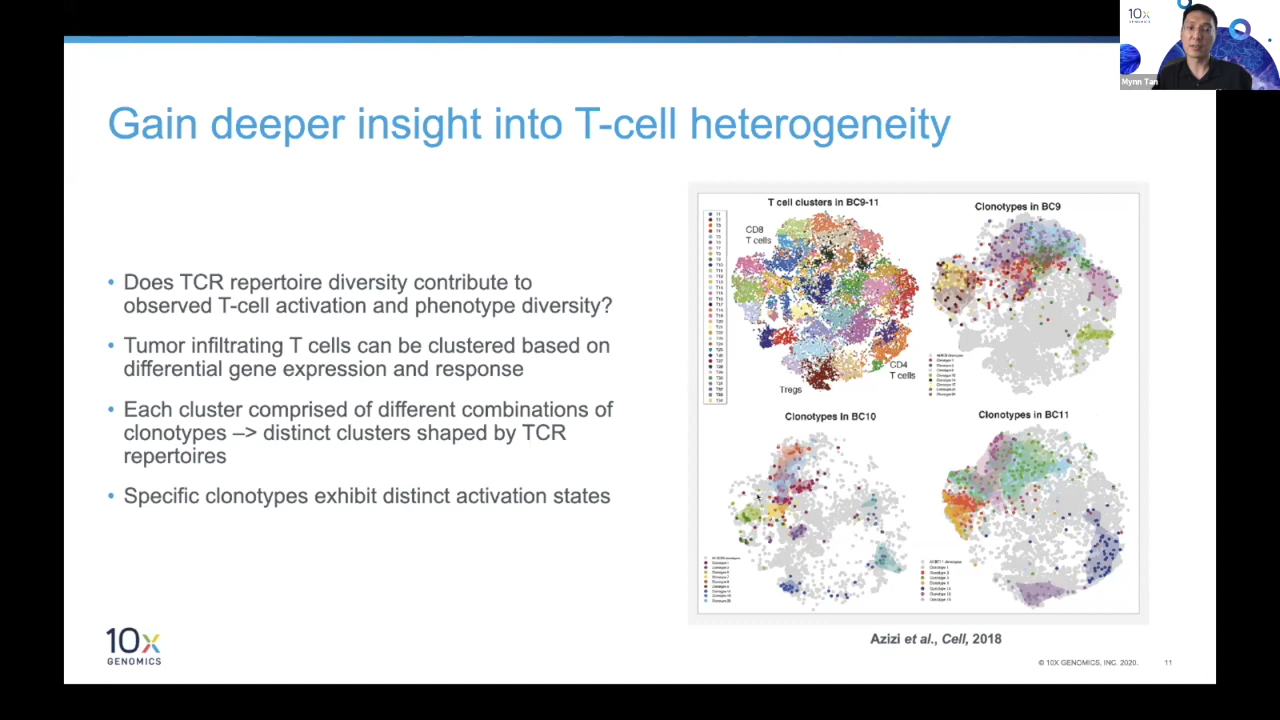 10x
GENOMICS
Mynn Tan
Gain deeper insight into T-cell heterogeneity
• Does TCR repertoire diversity contribute to
observed T-cell activation and phenotype diversity?
• Tumor infiltrating T cells can be clustered based on
differential gene expression and response
• Each cluster comprised of different combinations of
clonotypes –> distinct clusters shaped by TCR
repertoires
• Specific clonotypes exhibit distinct activation states
T cell clusters in BC9-11
CD8
T cells
CD4
T cells
Tregs
Clonotypes in BC9
Clonotypes in BC10
Clonotypes in BC11
Azizi et al., Cell, 2018
10x
GENOMICS
© 10X GENOMICS, INC. 2020.
11